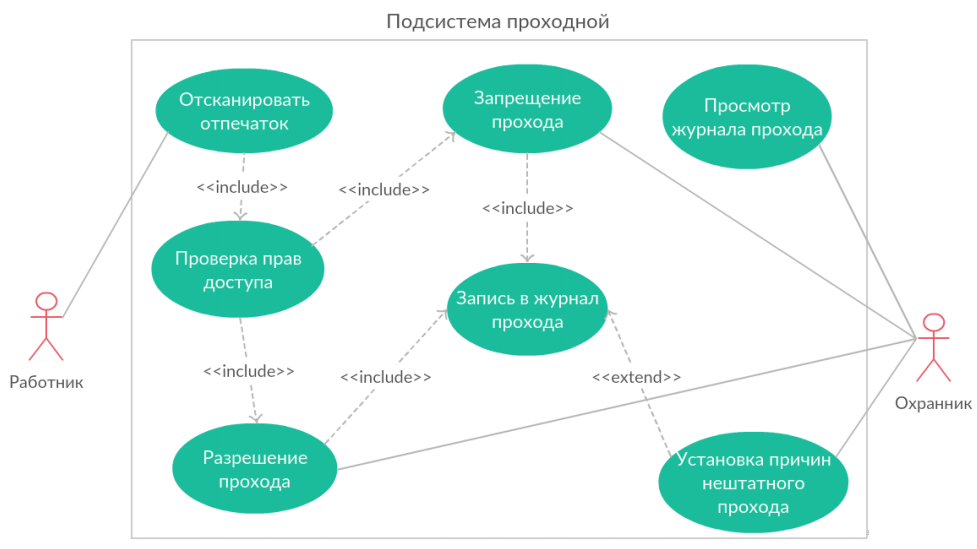 Подсистема проходной
Отсканировать
отпечаток
Запрещение
прохода
Просмотр
журнала прохода
<<include>>
<<include>>
<<include>>
Проверка прав
доступа
Запись в журнал
прохода
Работник
<<include>>
<<include>>
<<extend>>
Охранник
Разрешение
прохода
Установка причин
нештатного
прохода